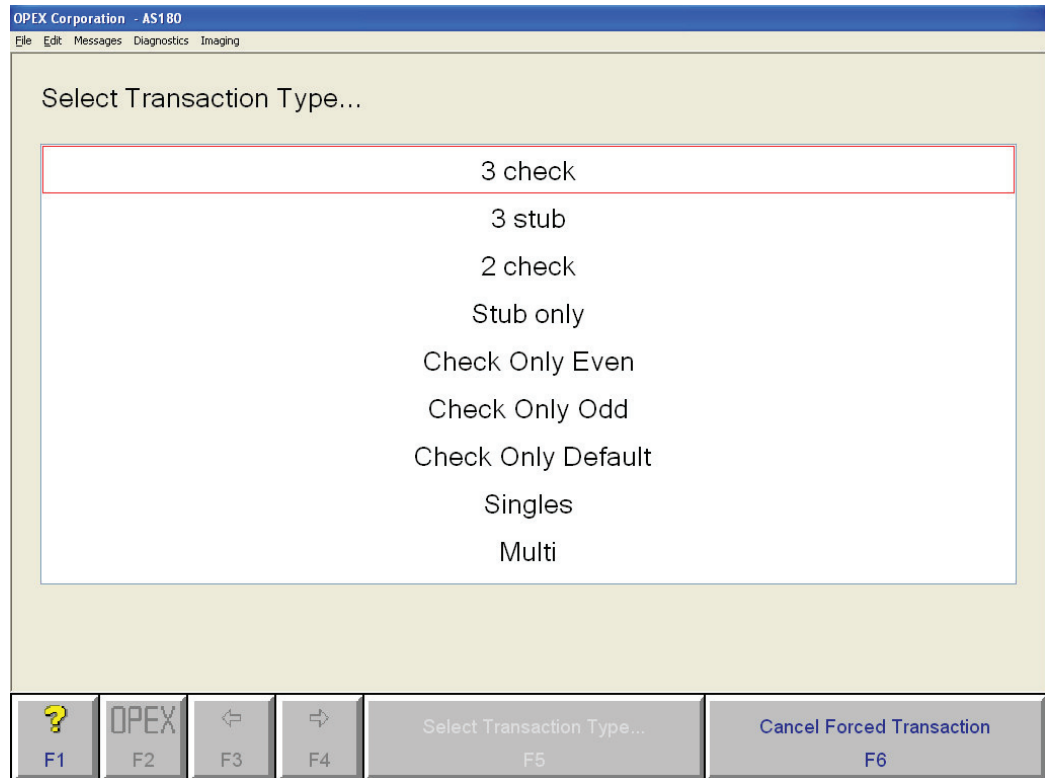 OPEX Corporation - AS180
File Edit Messages Diagnostics Imaging
Select Transaction Type...
3 check
3 stub
2 check
Stub only
Check Only Even
Check Only Odd
Check Only Default
Singles
Multi
? OPEX ⇦ ⇨ Select Transaction Type... Cancel Forced Transaction
F1 F2 F3 F4 F5 F6